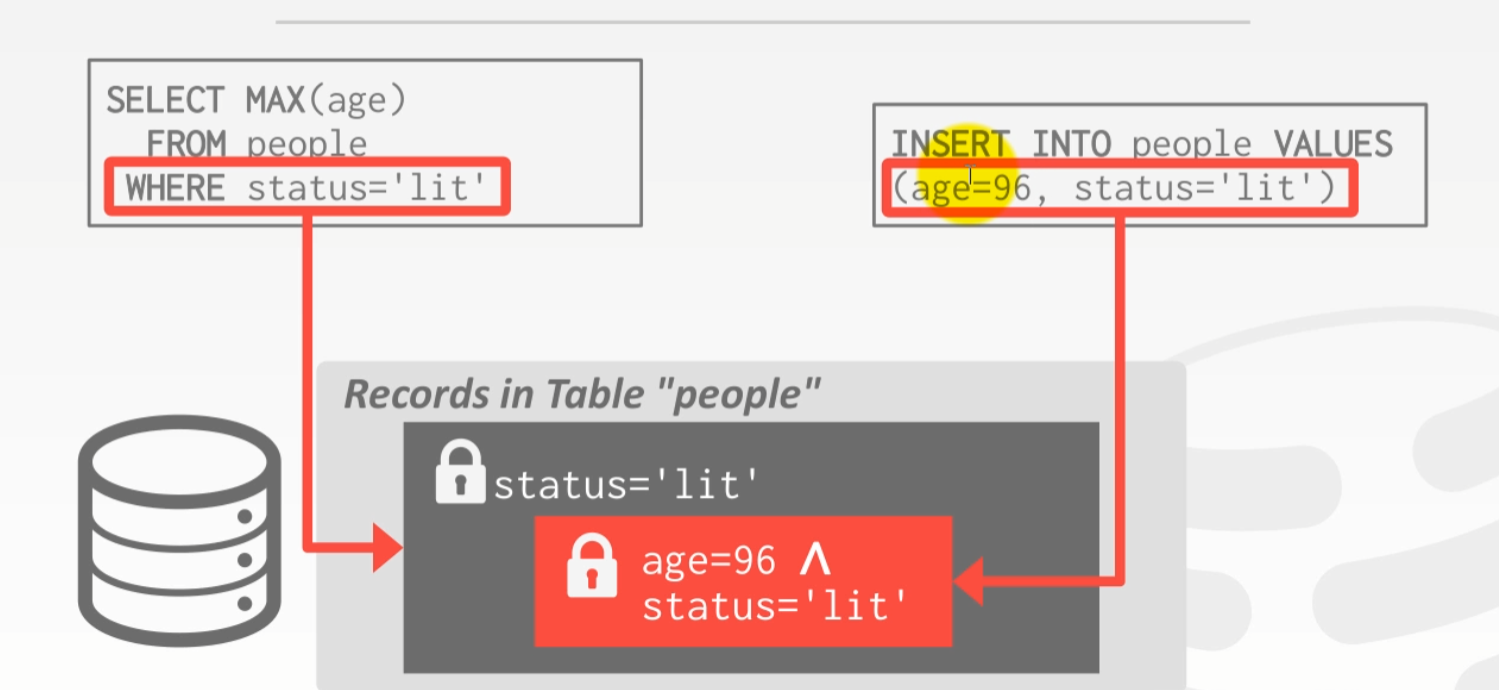 SELECT MAX(age)
FROM people
WHERE status='lit'
INSERT INTO people VALUES
(age=96, status='lit')
Records in Table "people"
status='lit'
age=96 ∧
status='lit'